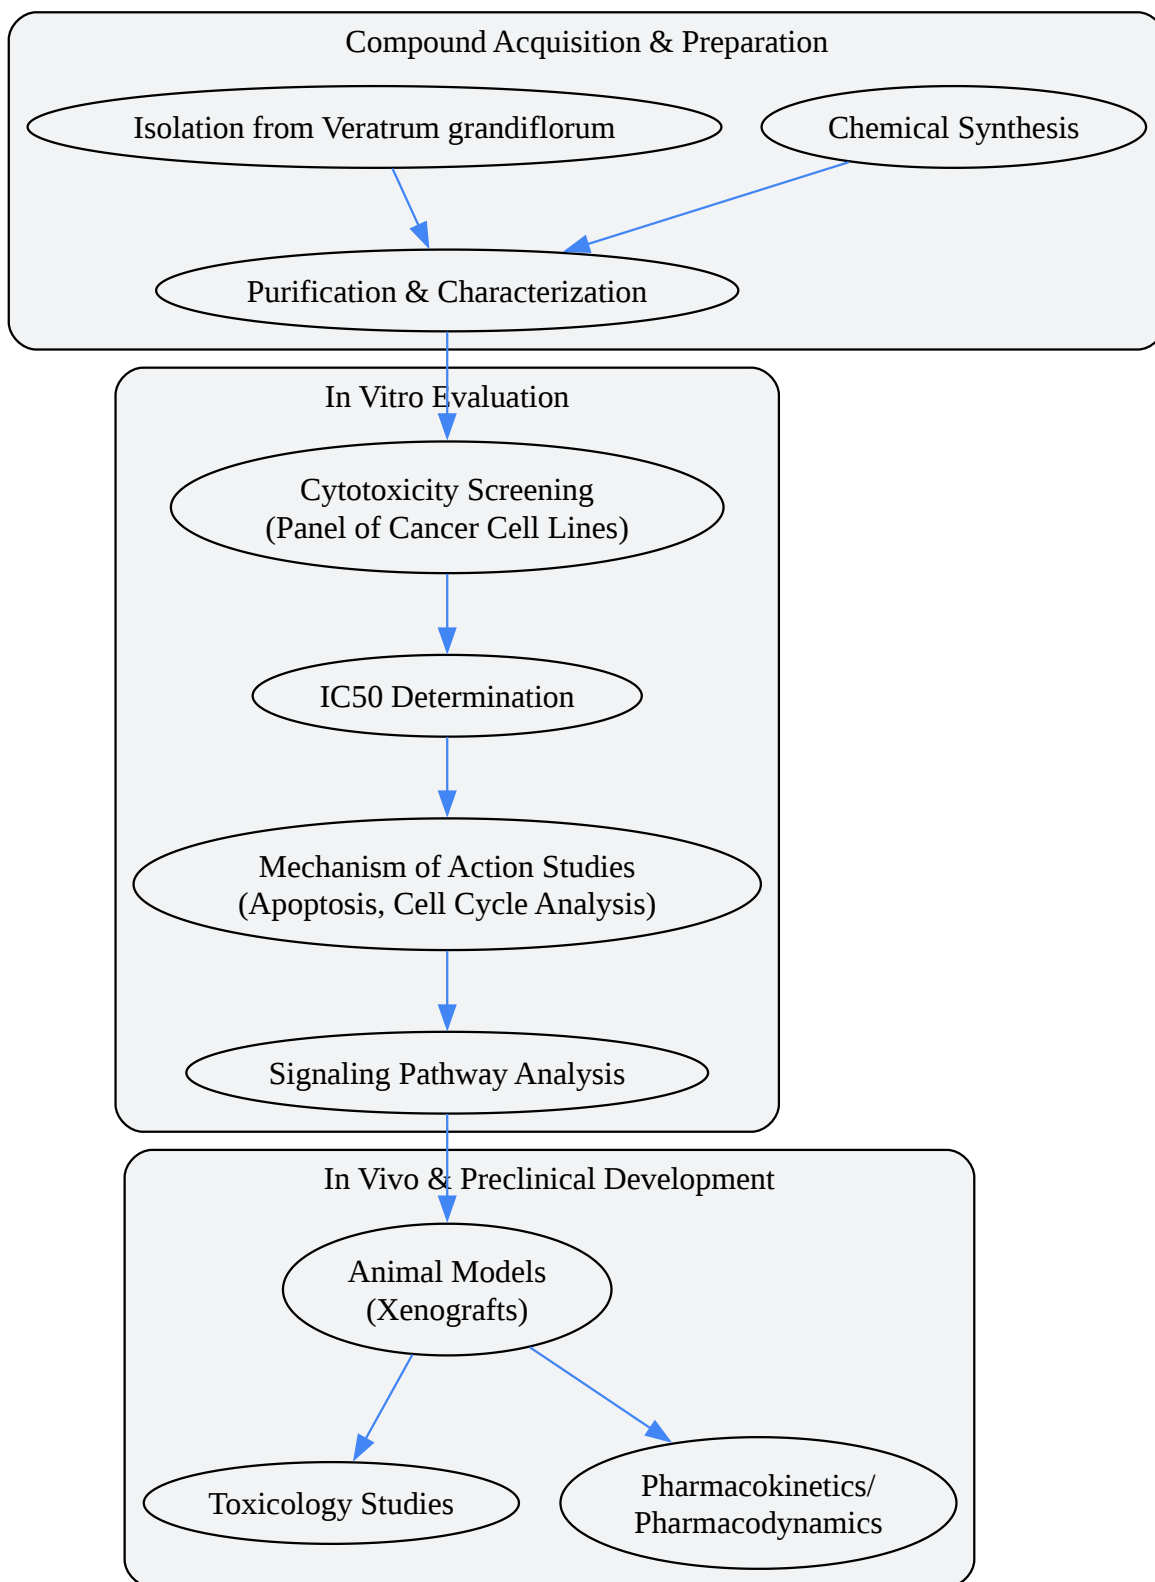 Compound Acquisition & Preparation
Isolation from Veratrum grandiflorum
Chemical Synthesis
Purification & Characterization
In Vitro Evaluation
Cytotoxicity Screening
(Panel of Cancer Cell Lines)
IC50 Determination
Mechanism of Action Studies
(Apoptosis, Cell Cycle Analysis)
Signaling Pathway Analysis
In Vivo & Preclinical Development
Animal Models
(Xenografts)
Toxicology Studies
Pharmacokinetics/
Pharmacodynamics